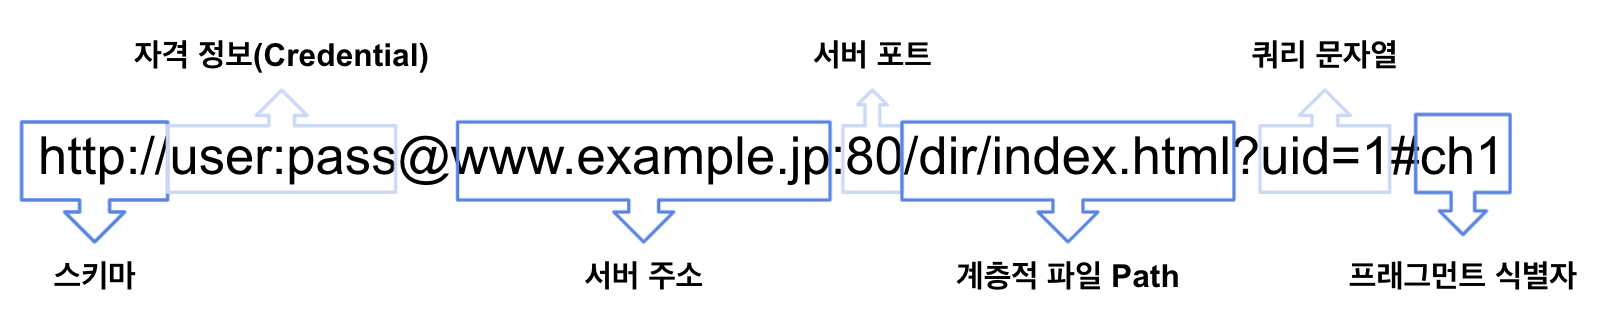 자격 정보(Credential) 서버 포트 쿼리 문자열
http://user:pass@www.example.jp:80/dir/index.html?uid=1#ch1
스키마 서버 주소 계층적 파일 Path 프래그먼트 식별자